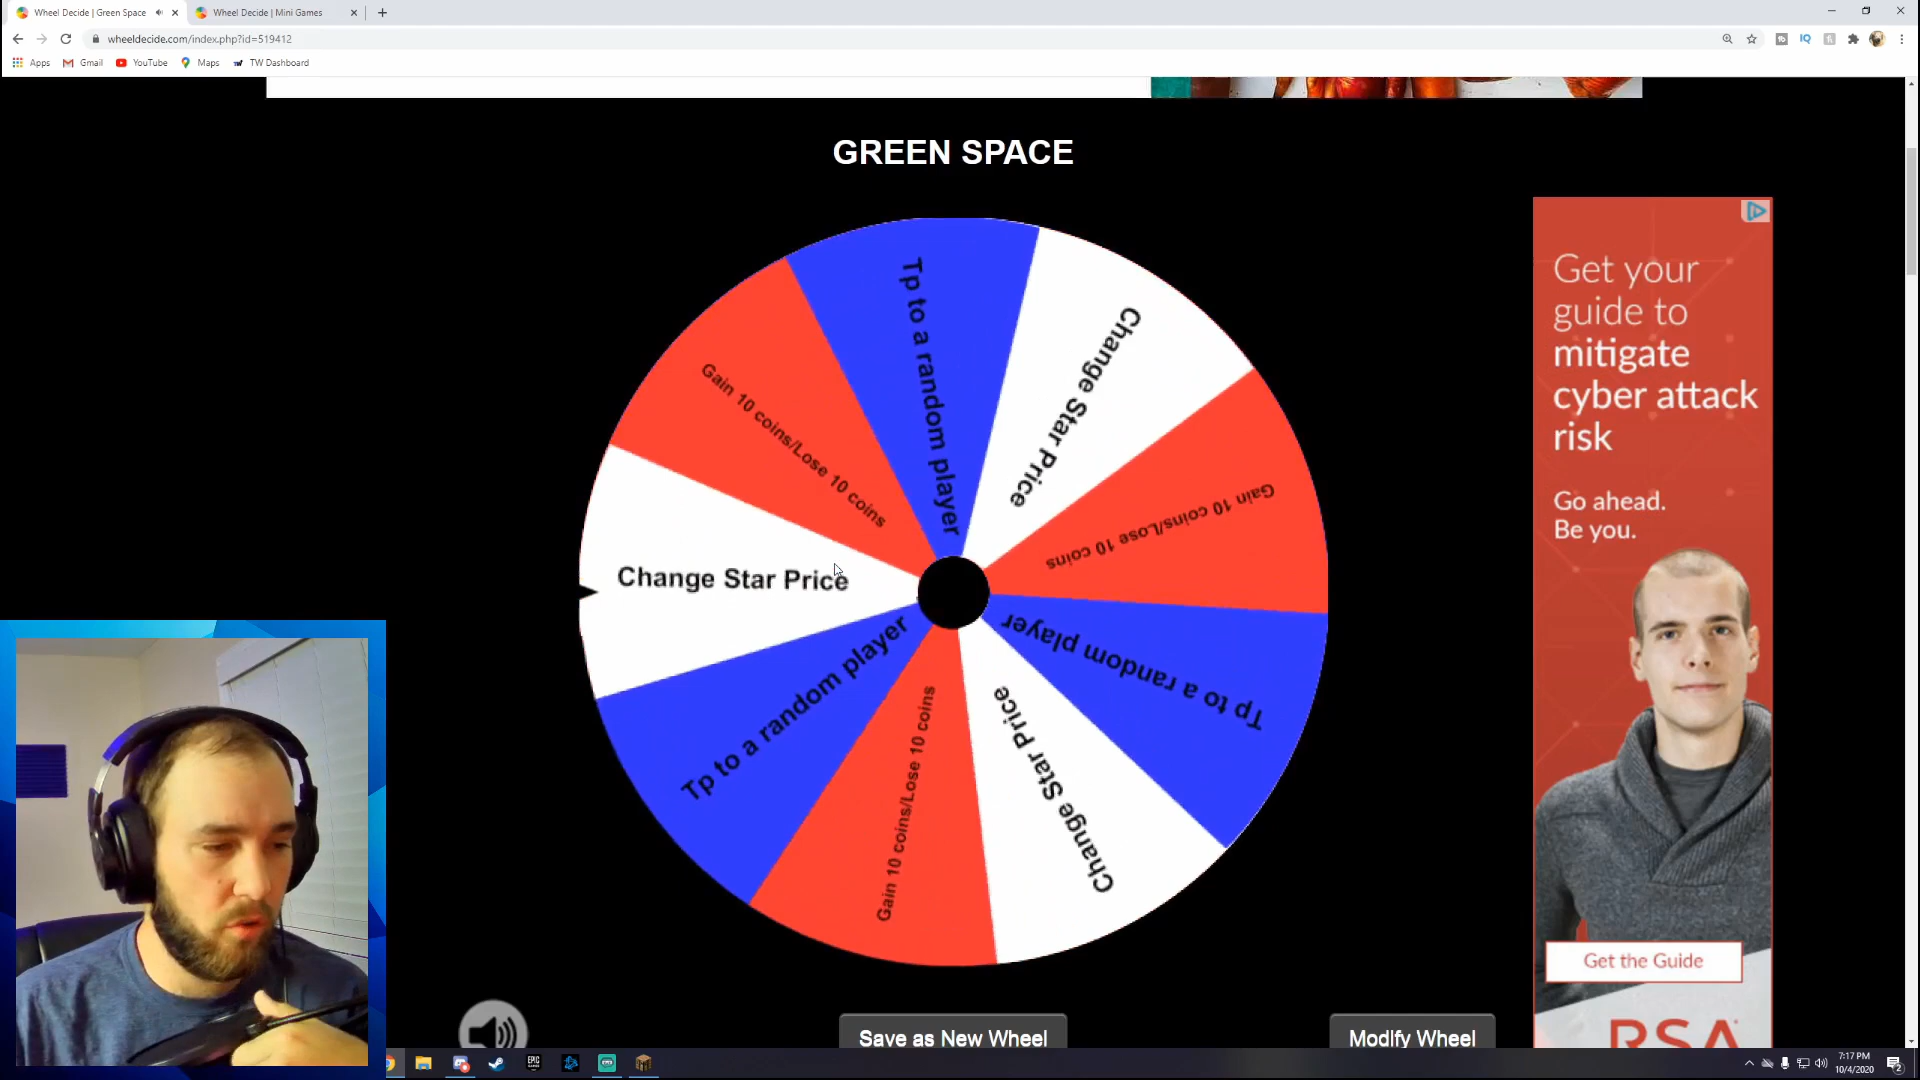 Wheel Decide | Green Space
Wheel Decide | Mini Games
wheeldecide.com/index.php?id=519412
IQ
Apps
Gmail
YouTube
Maps
TW Dashboard
GREEN SPACE
Tp to a random player
Change Star Price
Gain 10 coins/Lose 10 coins
Gain 10 coins/Lose 10 coins
Change Star Price
Tp to a random player
Tp to a random player
Gain 10 coins/Lose 10 coins
Change Star Price
Get your
guide to
mitigate
cyber attack
risk
Go ahead.
Be you.
Get the Guide
RSA
Save as New Wheel
Modify Wheel
EPIC
GAMES
7:17 PM
10/4/2020
2